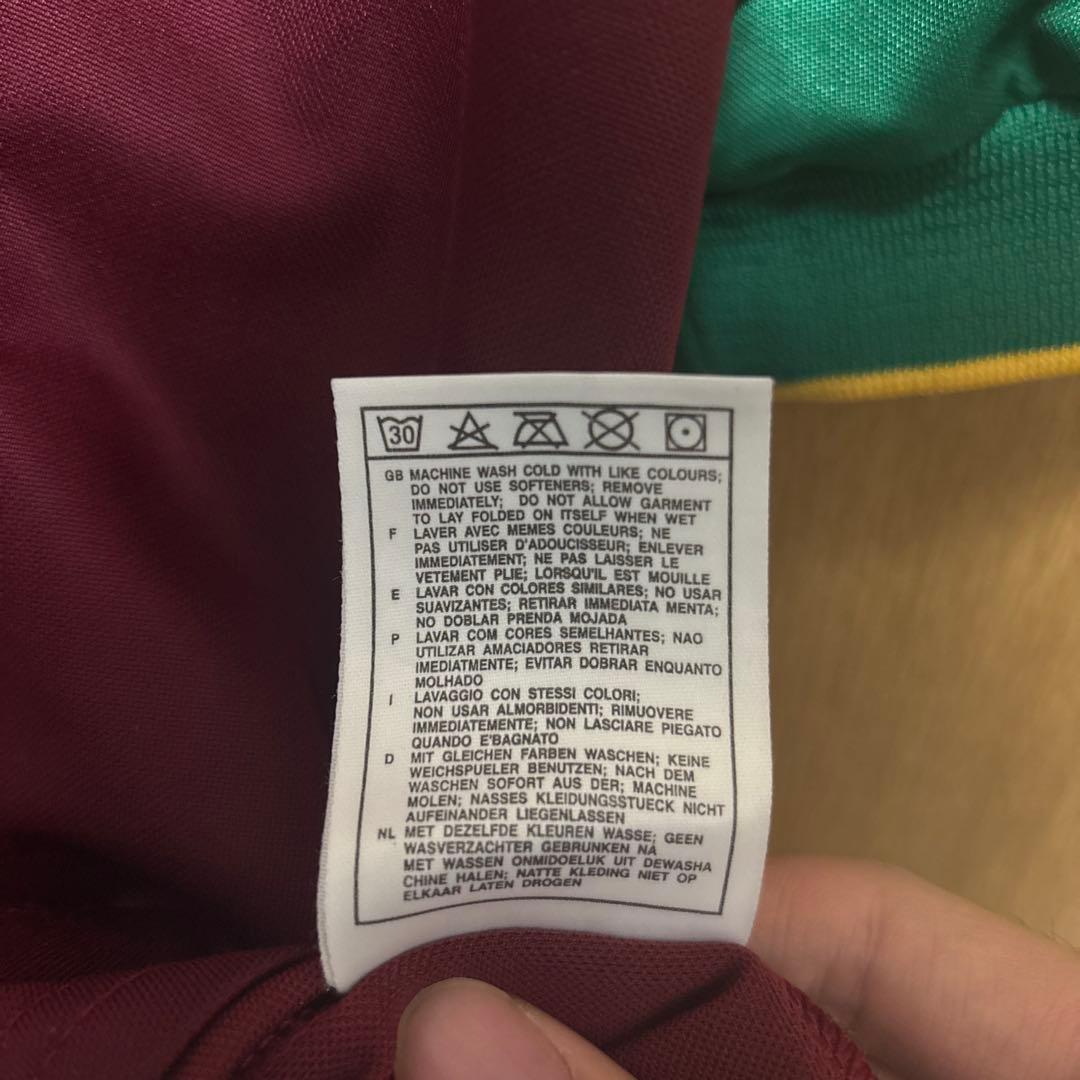 30
GB MACHINE WASH COLD WITH LIKE COLOURS;
DO NOT USE SOFTENERS; REMOVE
IMMEDIATELY; DO NOT ALLOW GARMENT
TO LAY FOLDED ON ITSELF WHEN WET
F LAVER AVEC MEMES COULEURS; NE
PAS UTILISER D'ADOUCISSEUR; ENLEVER
IMMEDIATEMENT; NE PAS LAISSER LE
VETEMENT PLIE; LORSQU'IL EST MOUILLE
E LAVAR CON COLORES SIMILARES; NO USAR
SUAVIZANTES; RETIRAR IMMEDIATA MENTA;
NO DOBLAR PRENDA MOJADA
P LAVAR COM CORES SEMELHANTES; NAO
UTILIZAR AMACIADORES RETIRAR
IMEDIATMENTE; EVITAR DOBRAR ENQUANTO
MOLHADO
I LAVAGGIO CON STESSI COLORI;
NON USAR ALMORBIDENTI; RIMUOVERE
IMMEDIATEMENTE; NON LASCIARE PIEGATO
QUANDO E'BAGNATO
D MIT GLEICHEN FARBEN WASCHEN; KEINE
WEICHSPUELER BENUTZEN; NACH DEM
WASCHEN SOFORT AUS DER; MACHINE
MOLEN; NASSES KLEIDUNGSSTUECK NICHT
AUFEINANDER LIEGENLASSEN
NL MET DEZELFDE KLEUREN WASSE; GEEN
WASVERZACHTER GEBRUNKEN NA
MET WASSEN ONMIDOELUK UIT DEWASHA
CHINE HALEN; NATTE KLEDING NIET OP
ELKAAR LATEN DROGEN